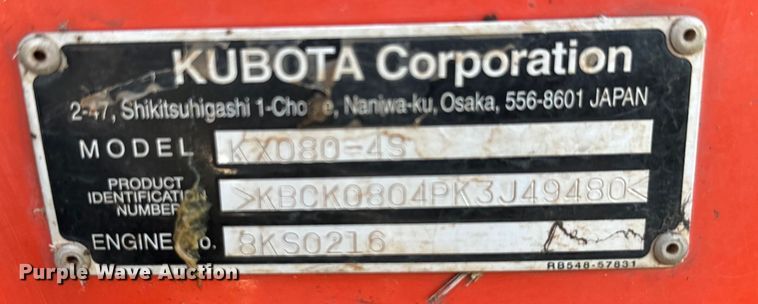 KUBOTA Corporation
2-47, Shikitsuhigashi 1-Cho e, Naniwa-ku, Osaka, 556-8601 JAPAN
MODEL KX080-4S
PRODUCT
IDENTIFICATION
NUMBER >KBCK0804PK3J49480<
ENGINE No. 8KS0216
RB548-57831
Purple Wave Auction